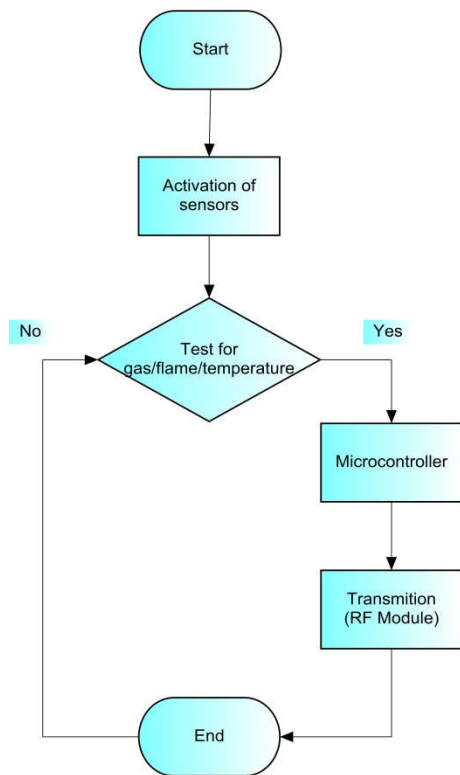 Start
Activation of
sensors
No
Yes
Test for
gas/flame/temperature
Microcontroller
Transmition
(RF Module)
End